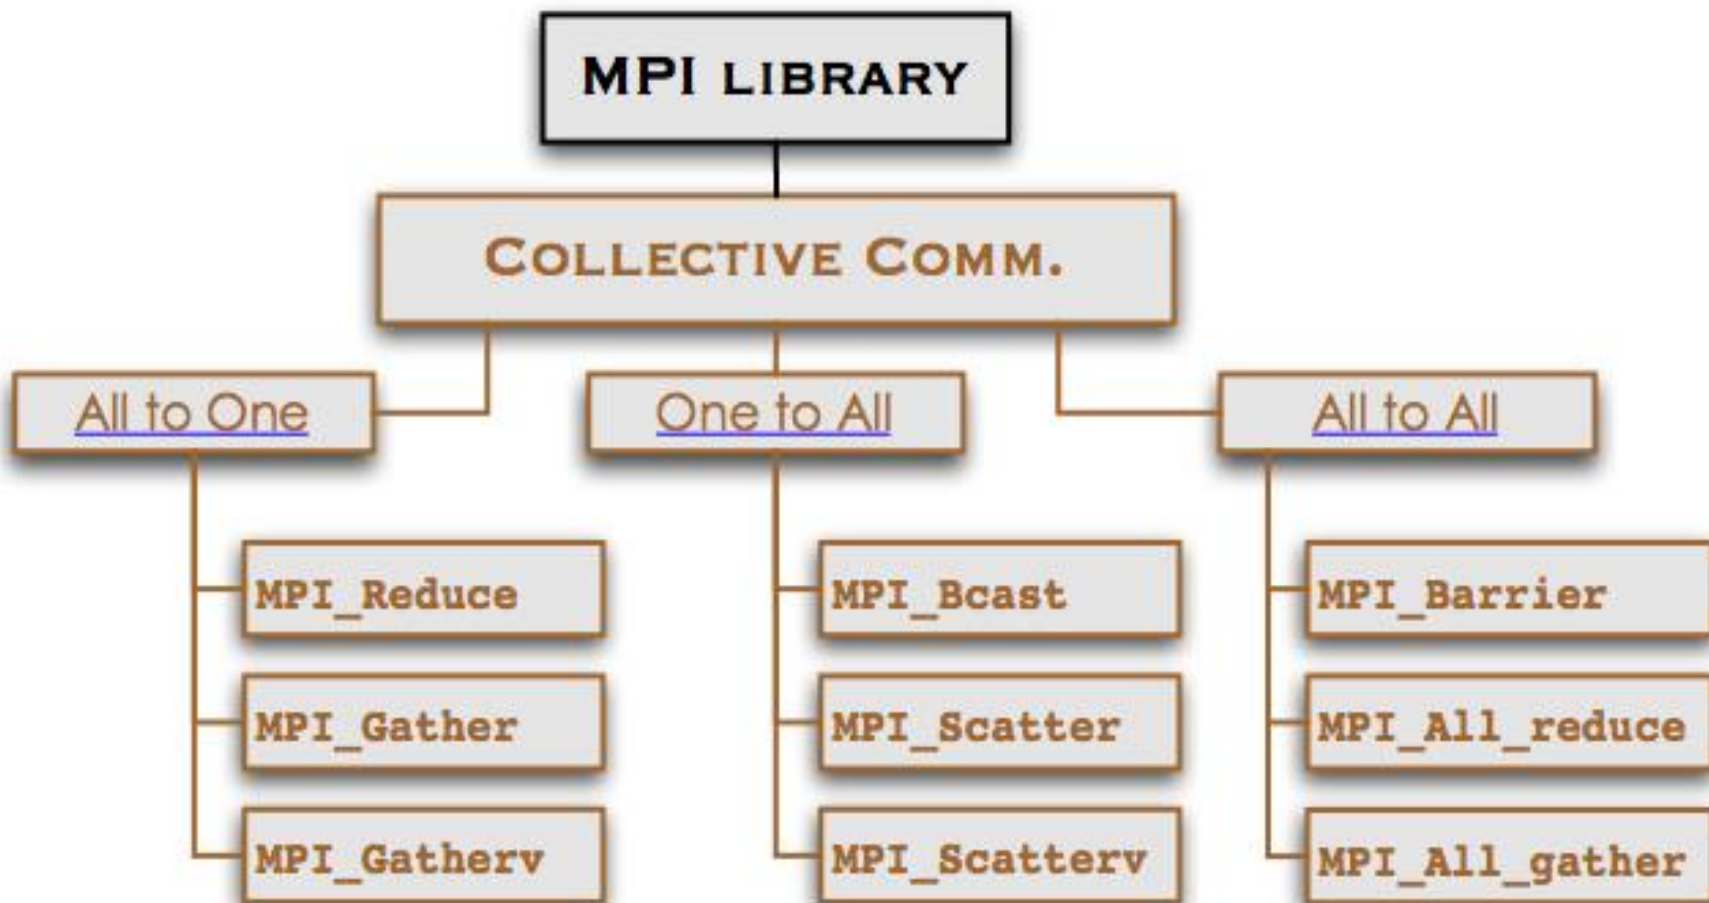 MPI LIBRARY
COLLECTIVE COMM.
All to One
One to All
All to All
MPI_Reduce
MPI_Bcast
MPI_Barrier
MPI_Gather
MPI_Scatter
MPI_All_reduce
MPI_Gatherv
MPI_Scatterv
MPI_All_gather